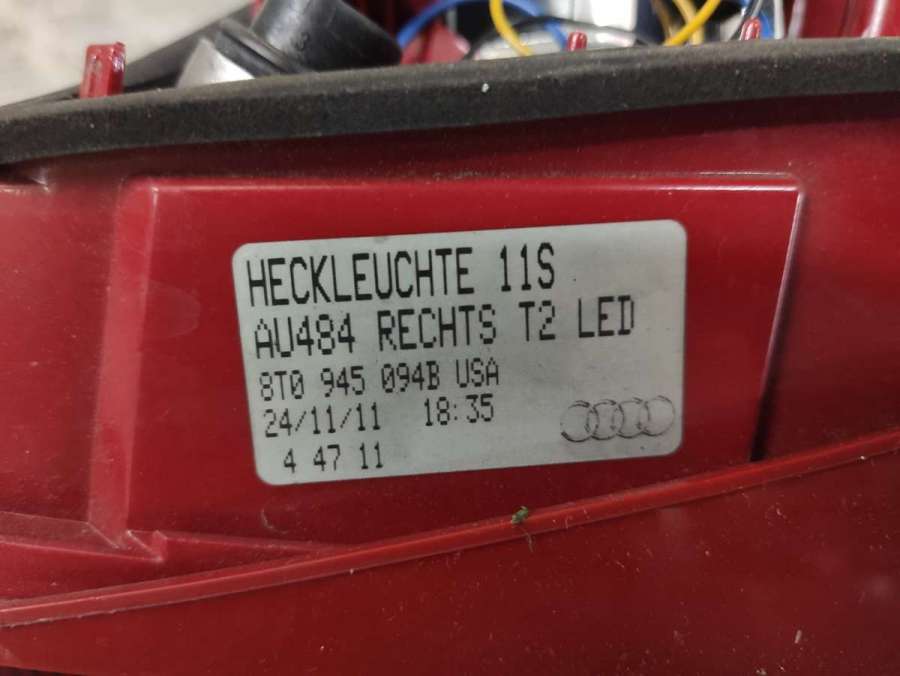 HECKLEUCHTE 11S
AU484 RECHTS T2 LED
8T0 945 094B USA
24/11/11 18:35
4 47 11